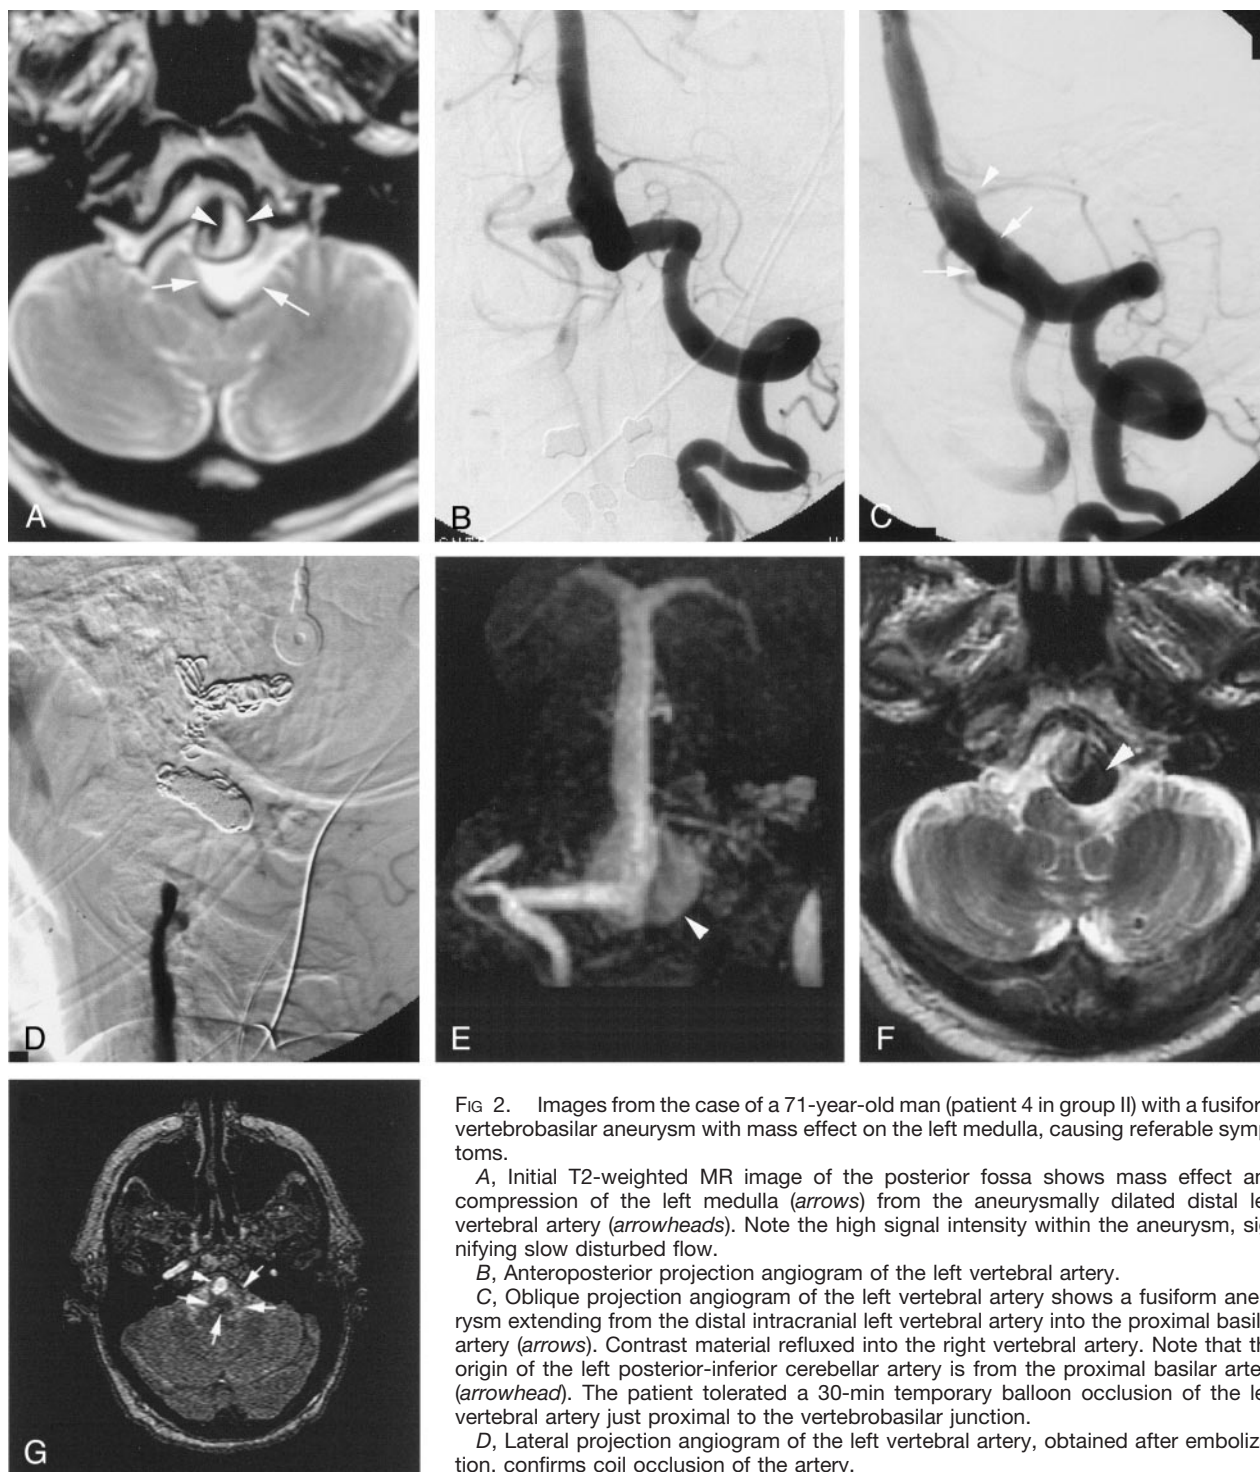 A
B
C
D
E
F
G
FIG 2. Images from the case of a 71-year-old man (patient 4 in group II) with a fusiform
vertebrobasilar aneurysm with mass effect on the left medulla, causing referable symp
toms.
A, Initial T2-weighted MR image of the posterior fossa shows mass effect an
compression of the left medulla (arrows) from the aneurysmally dilated distal le
vertebral artery (arrowheads). Note the high signal intensity within the aneurysm, sig
nifying slow disturbed flow.
B, Anteroposterior projection angiogram of the left vertebral artery.
C, Oblique projection angiogram of the left vertebral artery shows a fusiform ane
rysm extending from the distal intracranial left vertebral artery into the proximal basil
artery (arrows). Contrast material refluxed into the right vertebral artery. Note that th
origin of the left posterior-inferior cerebellar artery is from the proximal basilar arte
(arrowhead). The patient tolerated a 30-min temporary balloon occlusion of the le
vertebral artery just proximal to the vertebrobasilar junction.
D, Lateral projection angiogram of the left vertebral artery, obtained after emboliz
tion, confirms coil occlusion of the artery.